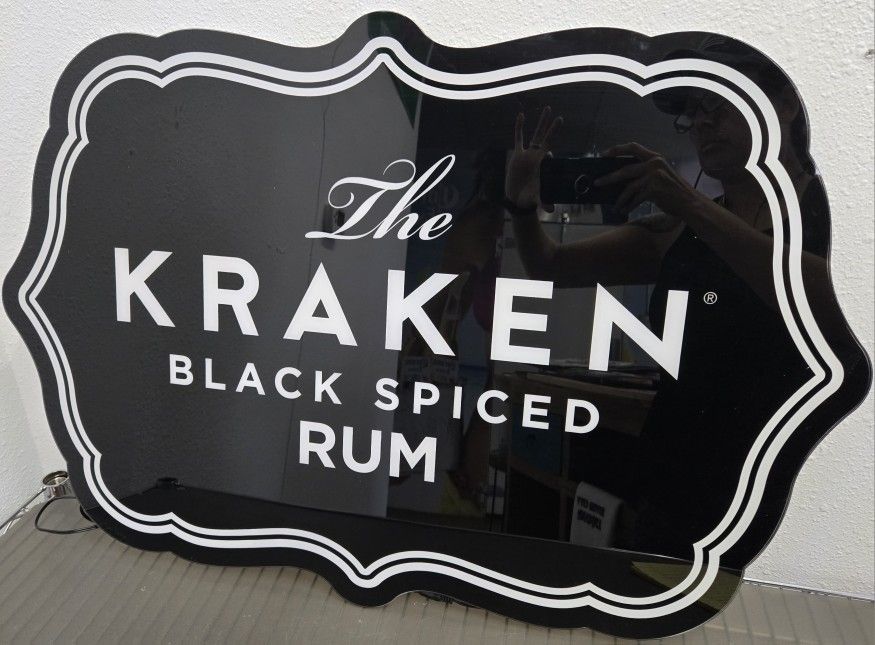 The
KRAKEN®
BLACK SPICED
RUM